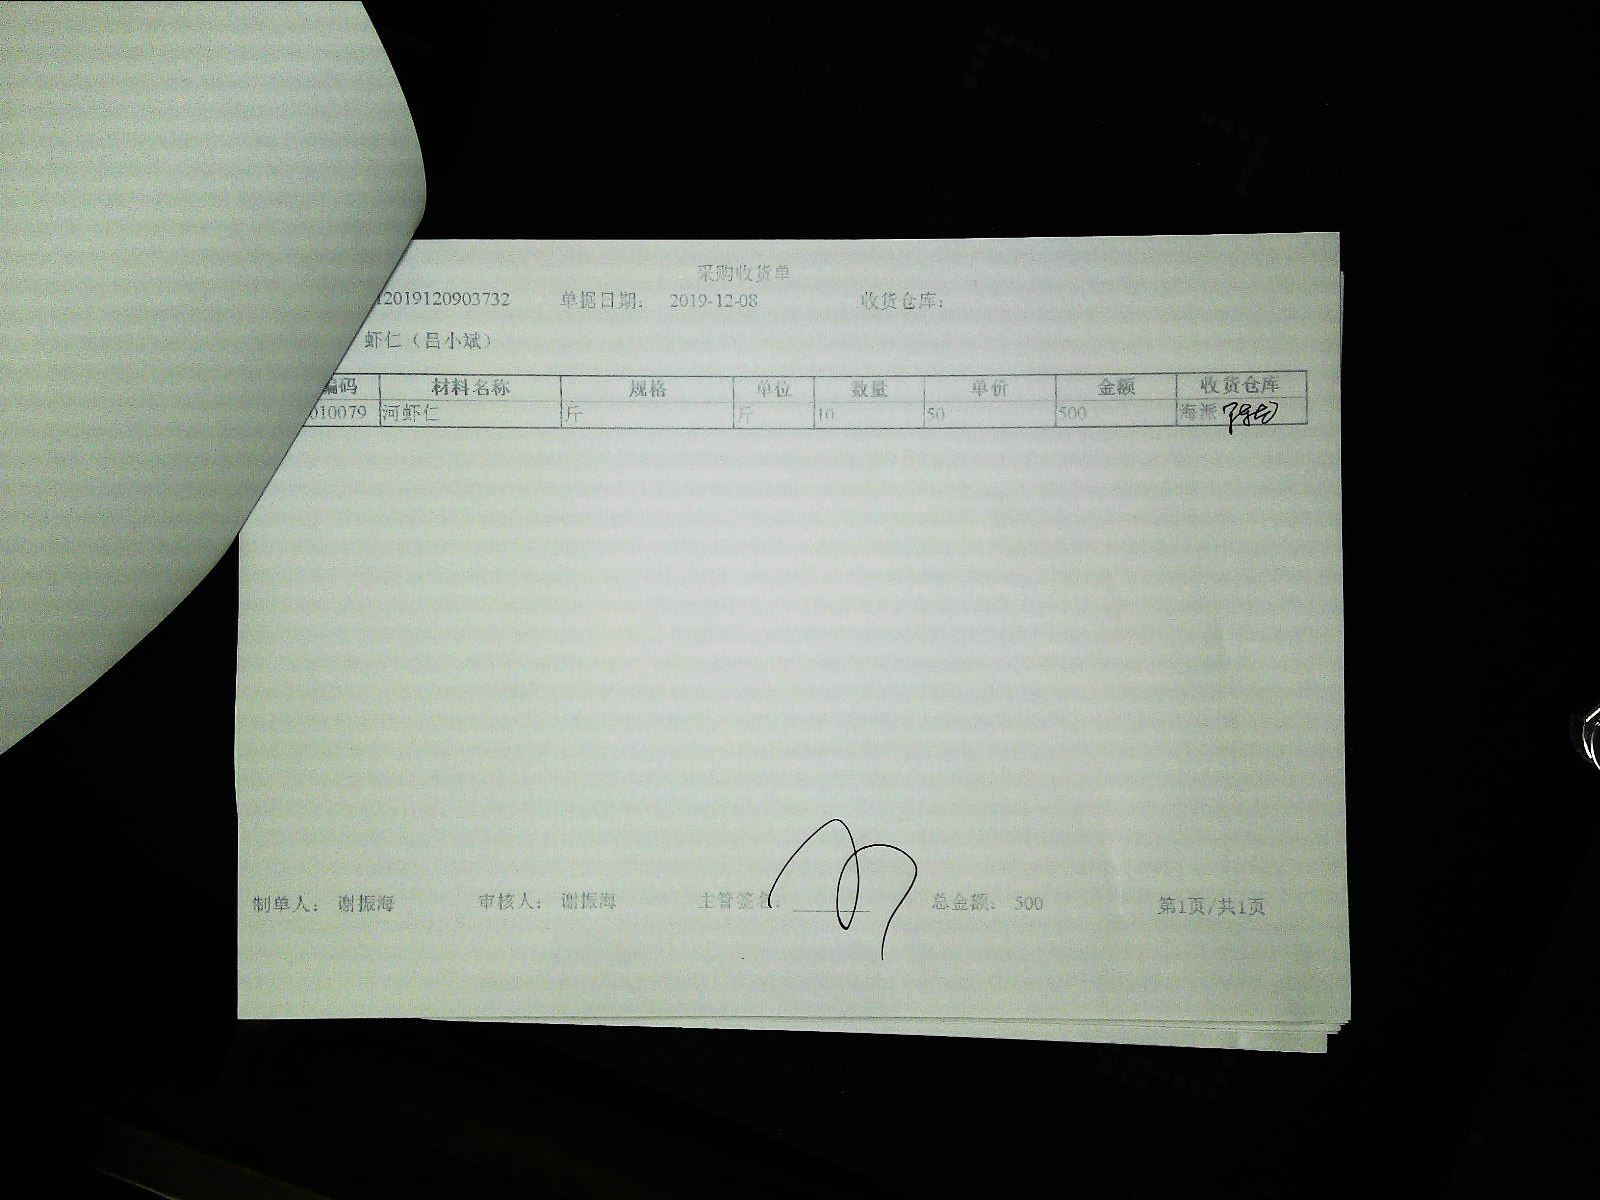 采购收货单
12019120903732 单据日期: 2019-12-08 收货仓库:
虾仁（吕小斌）
编码 材料名称 规格 单位 数量 单价 金额 收货仓库
010079 河虾仁 斤 斤 10 50 500 海派
制单人: 谢振海 审核人: 谢振海 主管签名: 总金额: 500 第1页/共1页